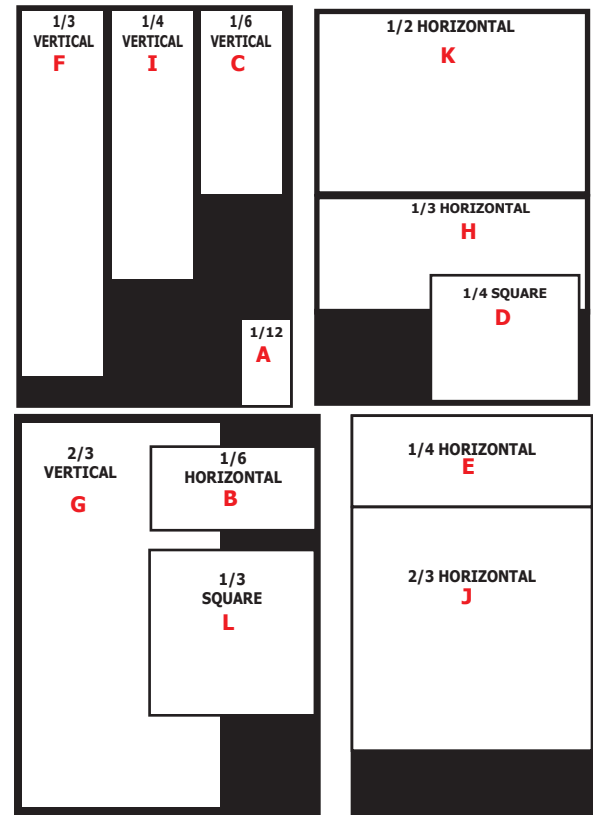 1/3
VERTICAL
F
1/4
VERTICAL
I
1/6
VERTICAL
C
1/12
A
1/2 HORIZONTAL
K
1/3 HORIZONTAL
H
1/4 SQUARE
D
2/3
VERTICAL
G
1/6
HORIZONTAL
B
1/3
SQUARE
L
1/4 HORIZONTAL
E
2/3 HORIZONTAL
J